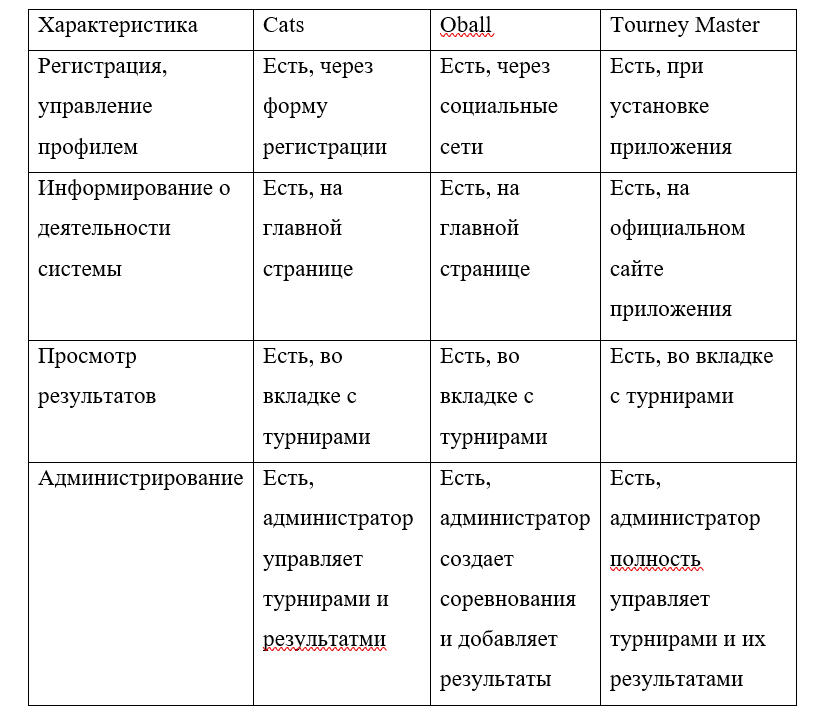 Характеристика
Cats
Oball
Tourney Master
Регистрация,
управление
профилем
Есть, через
форму
регистрации
Есть, через
социальные
сети
Есть, при
установке
приложения
Информирование о
деятельности
системы
Есть, на
главной
странице
Есть, на
главной
странице
Есть, на
официальном
сайте
приложения
Просмотр
результатов
Есть, во
вкладке с
турнирами
Есть, во
вкладке с
турнирами
Есть, во вкладке
с турнирами
Администрирование
Есть,
администратор
управляет
турнирами и
результатми
Есть,
администратор
создает
соревнования
и добавляет
результаты
Есть,
администратор
полность
управляет
турнирами и их
результатами